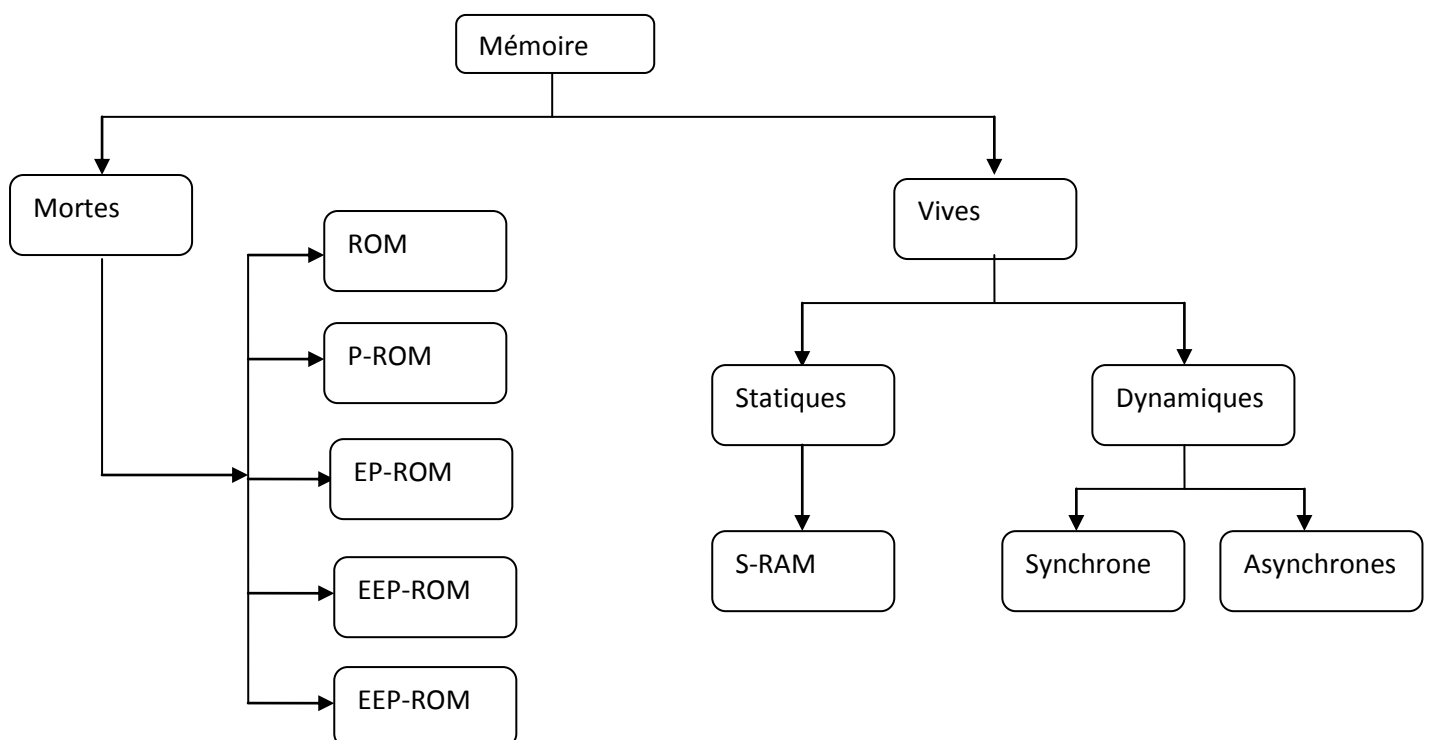 Mémoire
Mortes
Vives
ROM
P-ROM
EP-ROM
EEP-ROM
EEP-ROM
Statiques
Dynamiques
S-RAM
Synchrone
Asynchrones